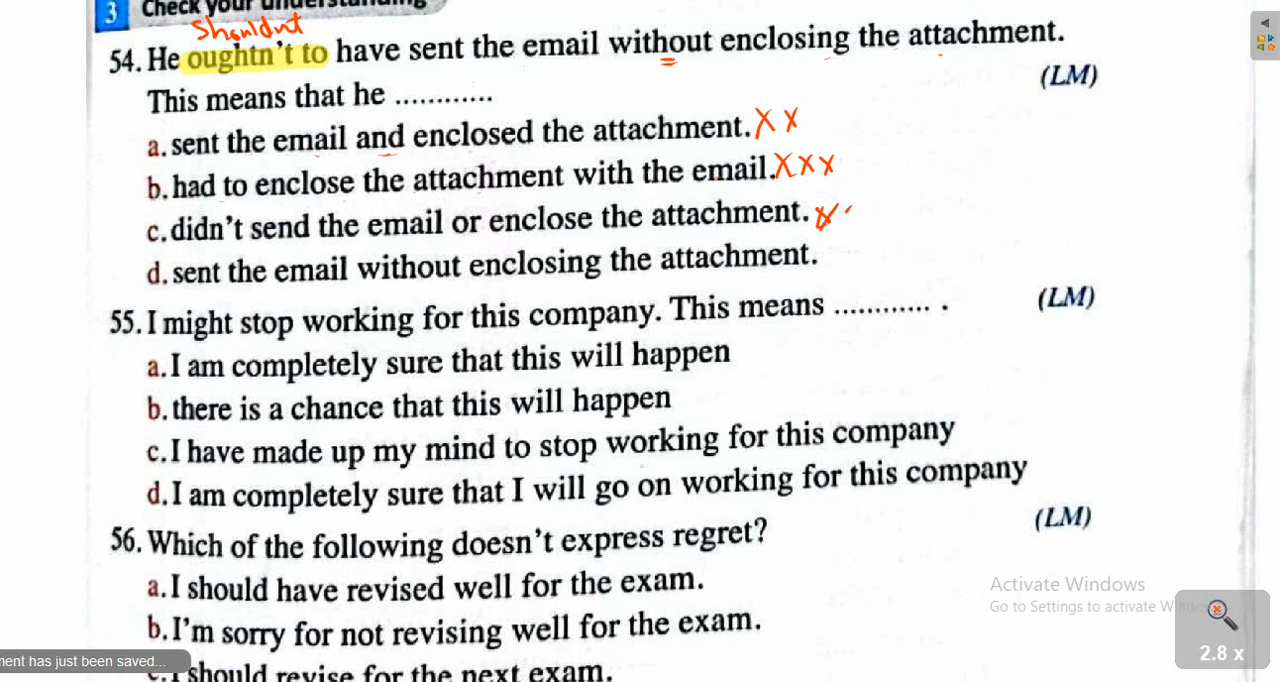 3 Check your understanding
Shouldnt
54. He oughtn't to have sent the email without enclosing the attachment.
This means that he ............ (LM)
a. sent the email and enclosed the attachment. X X
b. had to enclose the attachment with the email. X X X
c. didn't send the email or enclose the attachment. X
d. sent the email without enclosing the attachment.
55. I might stop working for this company. This means ............ . (LM)
a. I am completely sure that this will happen
b. there is a chance that this will happen
c. I have made up my mind to stop working for this company
d. I am completely sure that I will go on working for this company
56. Which of the following doesn't express regret? (LM)
a. I should have revised well for the exam.
b. I'm sorry for not revising well for the exam.
c. I should revise for the next exam.
Activate Windows
Go to Settings to activate
ment has just been saved...
2.8 x